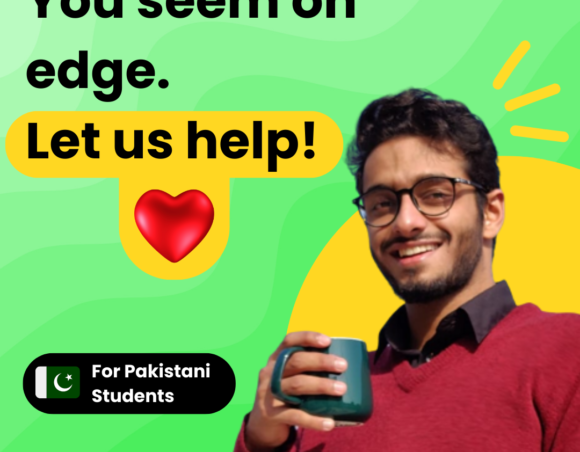 You seem on
edge.
Let us help!
For Pakistani
Students